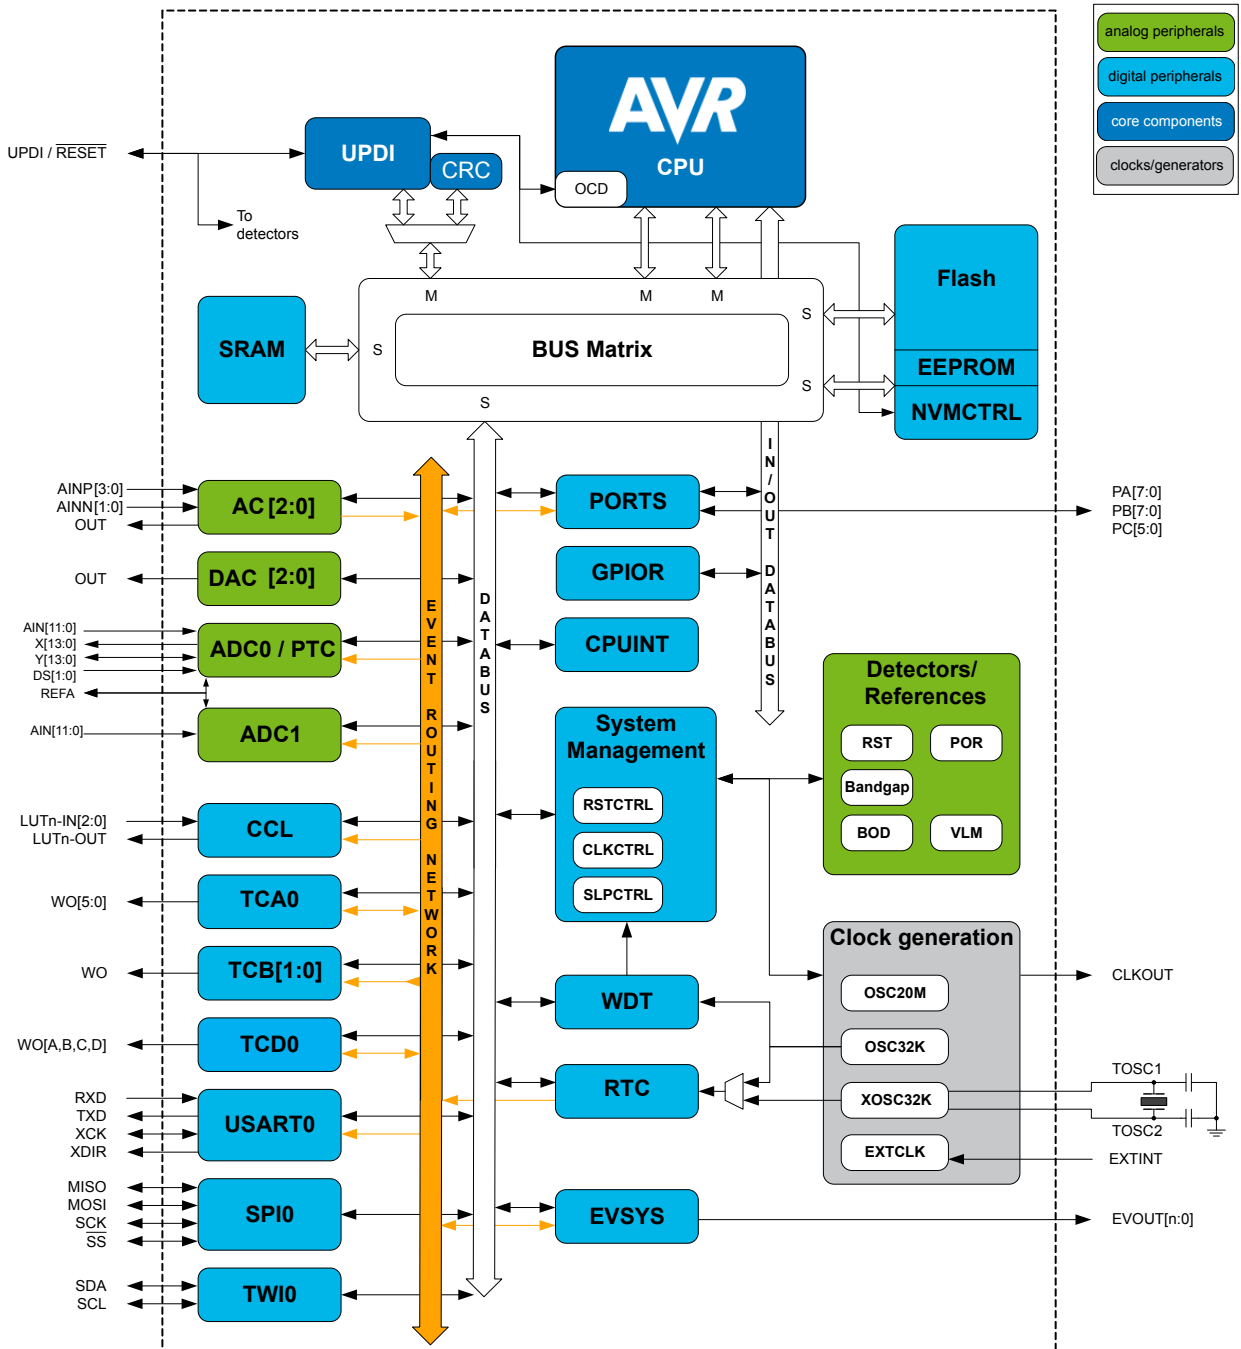 analog peripherals
digital peripherals
core components
clocks/generators
AVR
CPU
OCD
UPDI
CRC
UPDI / RESET
To
detectors
M
M
M
S
S
S
S
BUS Matrix
SRAM
Flash
EEPROM
NVMCTRL
AINP[3:0]
AINN[1:0]
OUT
AC [2:0]
OUT
DAC [2:0]
AIN[11:0]
X[13:0]
Y[13:0]
DS[1:0]
REFA
ADC0 / PTC
AIN[11:0]
ADC1
LUTn-IN[2:0]
LUTn-OUT
CCL
WO[5:0]
TCA0
WO
TCB[1:0]
WO[A,B,C,D]
TCD0
RXD
TXD
XCK
XDIR
USART0
MISO
MOSI
SCK
SS
SPI0
SDA
SCL
TWI0
EVENT ROUTING NETWORK
DATABUS
IN/OUT DATABUS
PORTS
GPIOR
CPUINT
System
Management
RSTCTRL
CLKCTRL
SLPCTRL
WDT
RTC
EVSYS
PA[7:0]
PB[7:0]
PC[5:0]
Detectors/
References
RST
POR
Bandgap
BOD
VLM
Clock generation
OSC20M
OSC32K
XOSC32K
EXTCLK
CLKOUT
TOSC1
TOSC2
EXTINT
EVOUT[n:0]